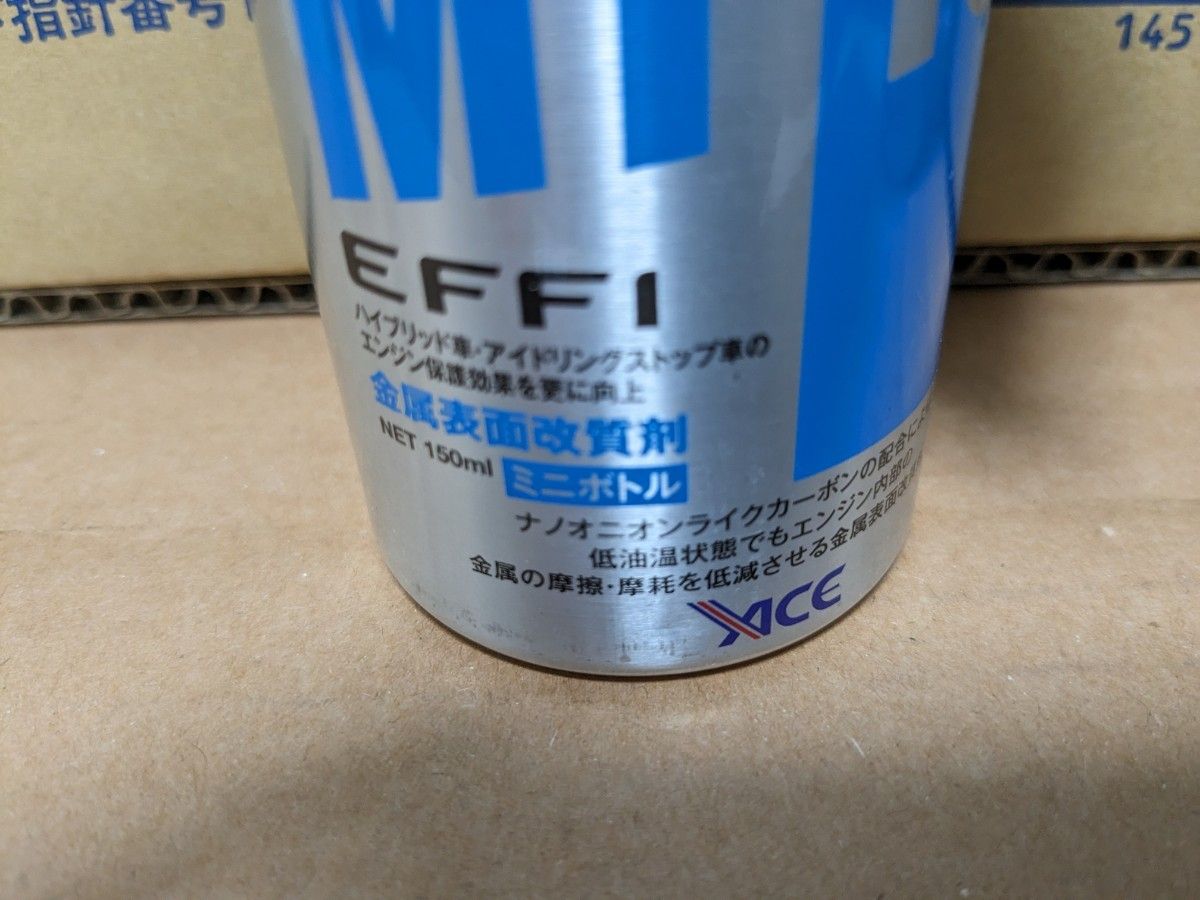 指針番号
145
EFFI
ハイブリッド車・アイドリングストップ車の
エンジン保護効果を更に向上
金属表面改質剤
NET 150ml ミニボトル
ナノオニオンライクカーボンの配合によ
低油温状態でもエンジン内部の
金属の摩擦・摩耗を低減させる金属表面改
ACE